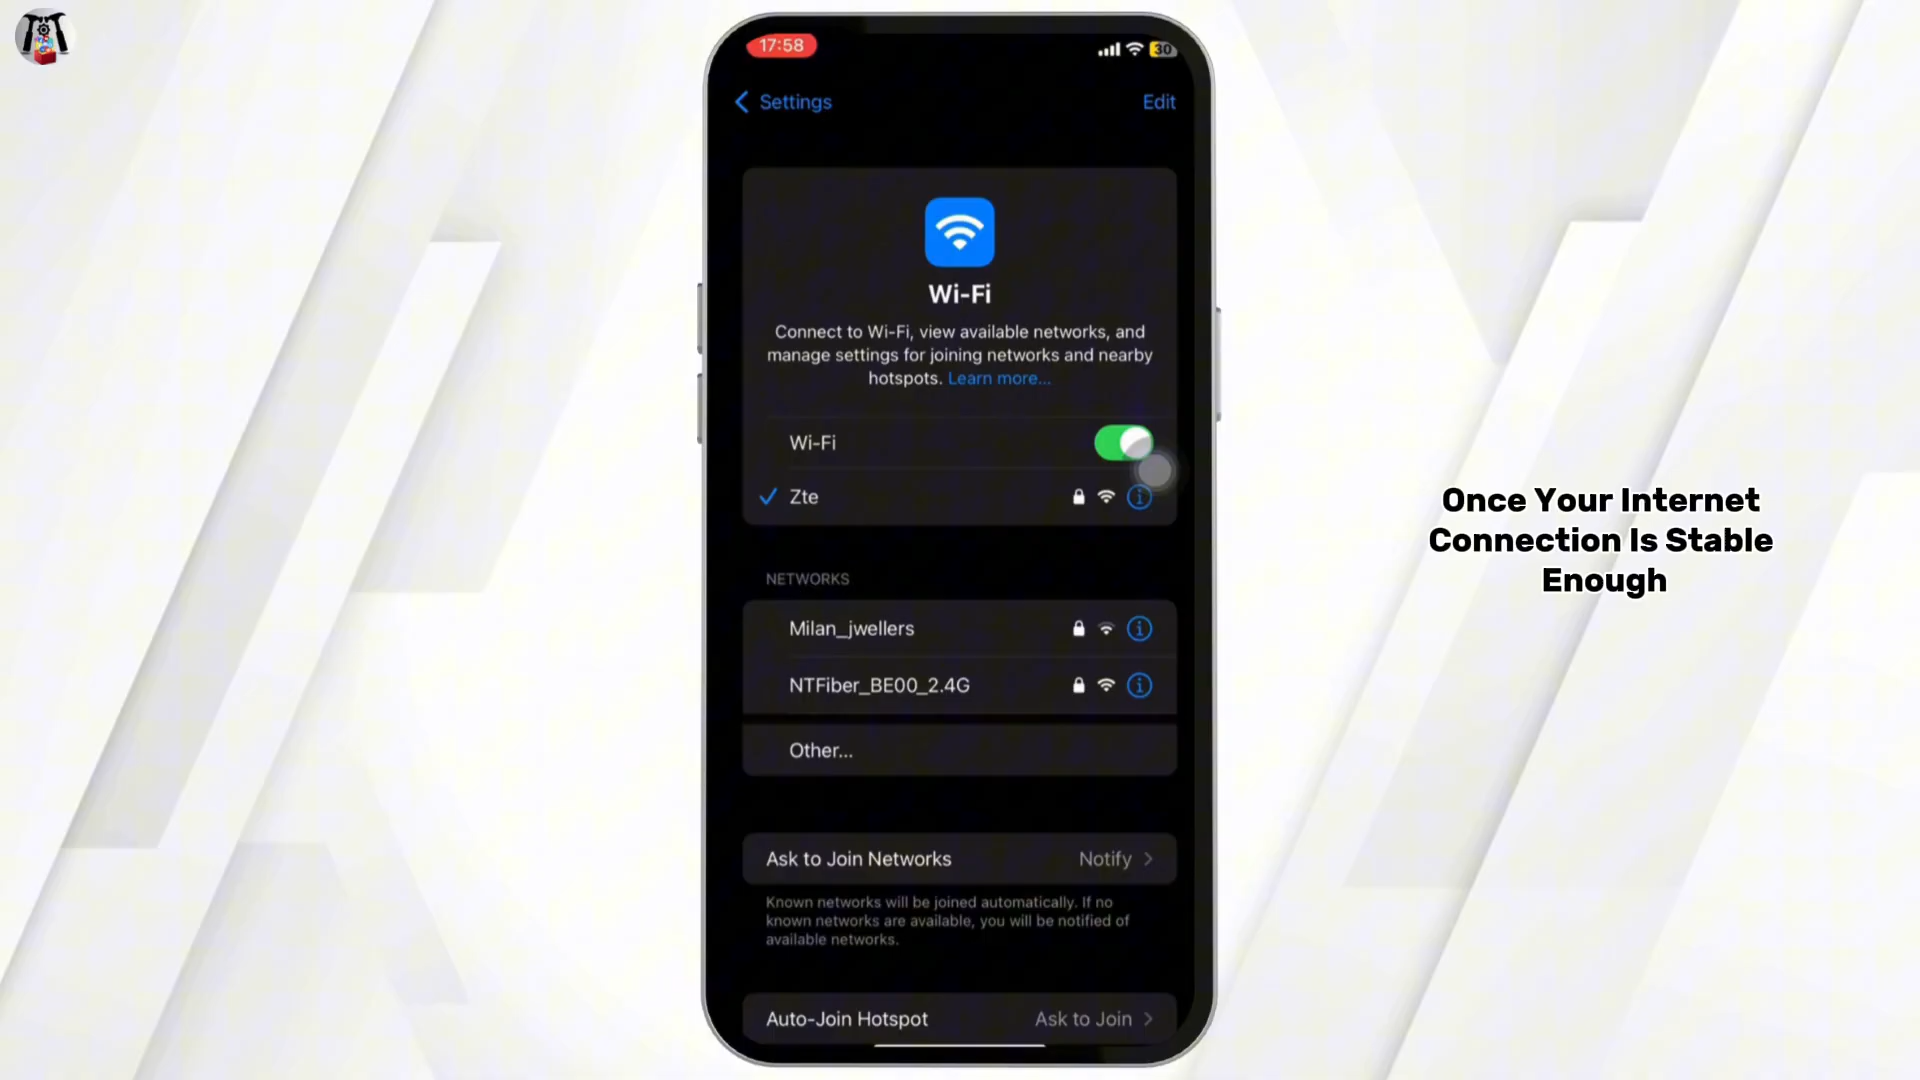 17:58
30
Settings
Edit
Wi-Fi
Connect to Wi-Fi, view available networks, and
manage settings for joining networks and nearby
hotspots. Learn more...
Wi-Fi
Zte
NETWORKS
Milan_jwellers
NTFiber_BE00_2.4G
Other...
Ask to Join Networks
Notify
Known networks will be joined automatically. If no
known networks are available, you will be notified of
available networks.
Auto-Join Hotspot
Ask to Join
Once Your Internet
Connection Is Stable
Enough